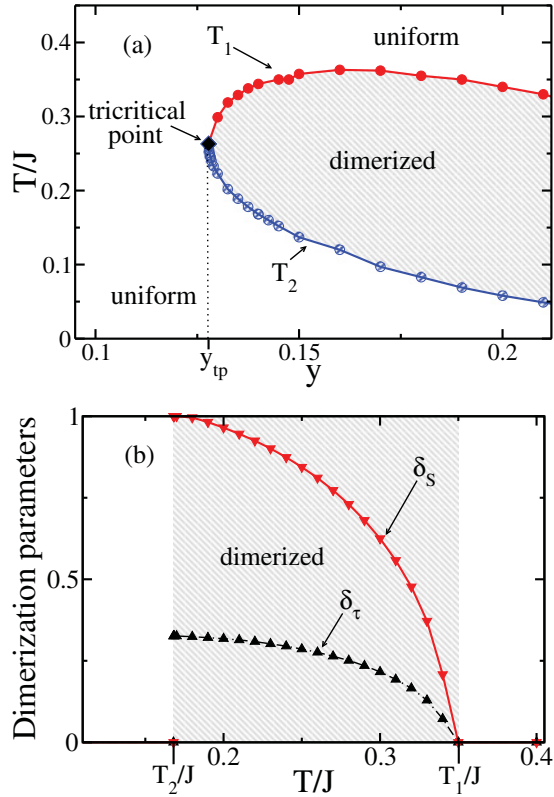 (a)
T1
uniform
0.4
0.3
0.2
0.1
0
T/J
tricritical
point
dimerized
T2
uniform
0.1
ytp
0.15
0.2
y
(b)
1
0.5
0
Dimerization parameters
δS
dimerized
δτ
T2/J
0.2
T/J
0.3
T1/J
0.4